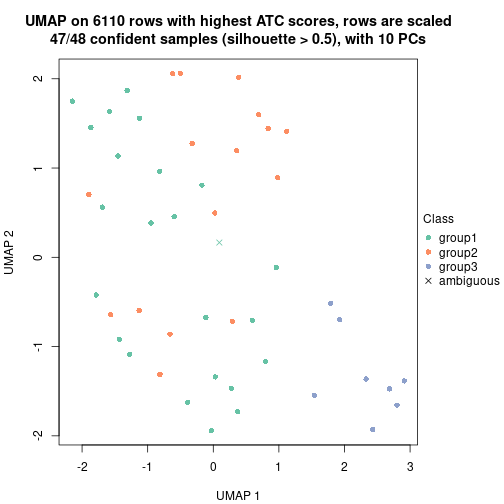 UMAP on 6110 rows with highest ATC scores, rows are scaled
47/48 confident samples (silhouette > 0.5), with 10 PCs
UMAP 2
2
1
0
-1
-2
-2 -1 0 1 2 3
UMAP 1
Class
group1
group2
group3
ambiguous